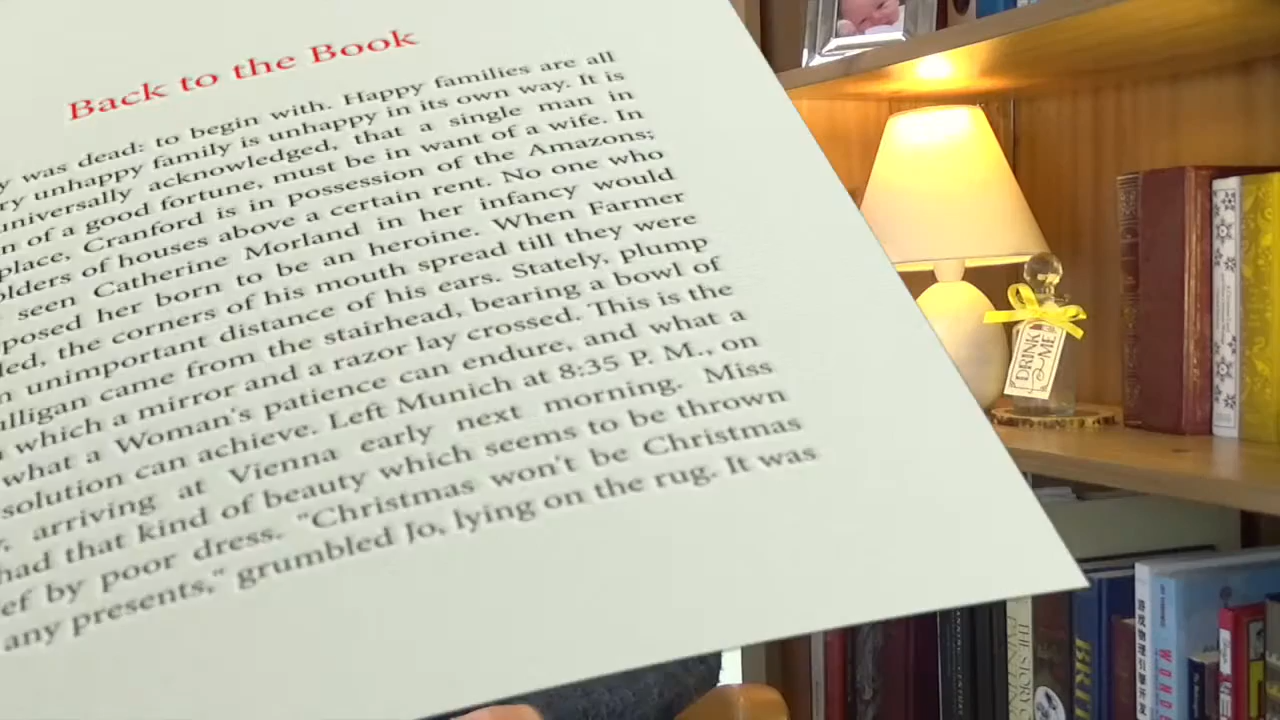 Back to the Book
was dead: to begin with. Happy families are all
unhappy family is unhappy in its own way. It is
universally acknowledged, that a single man in
of a good fortune, must be in want of a wife. In
place, Cranford is in possession of the Amazons;
of houses above a certain rent. No one who
seen Catherine Morland in her infancy would
her born to be an heroine. When Farmer
the corners of his mouth spread till they were
unimportant distance of his ears. Stately, plump
came from the stairhead, bearing a bowl of
which a mirror and a razor lay crossed. This is the
what a Woman's patience can endure, and what a
solution can achieve. Left Munich at 8:35 P. M., on
arriving at Vienna early next morning. Miss
had that kind of beauty which seems to be thrown
by poor dress. "Christmas won't be Christmas
any presents," grumbled Jo, lying on the rug. It was
DRINK
ME
游戏物理引擎开发